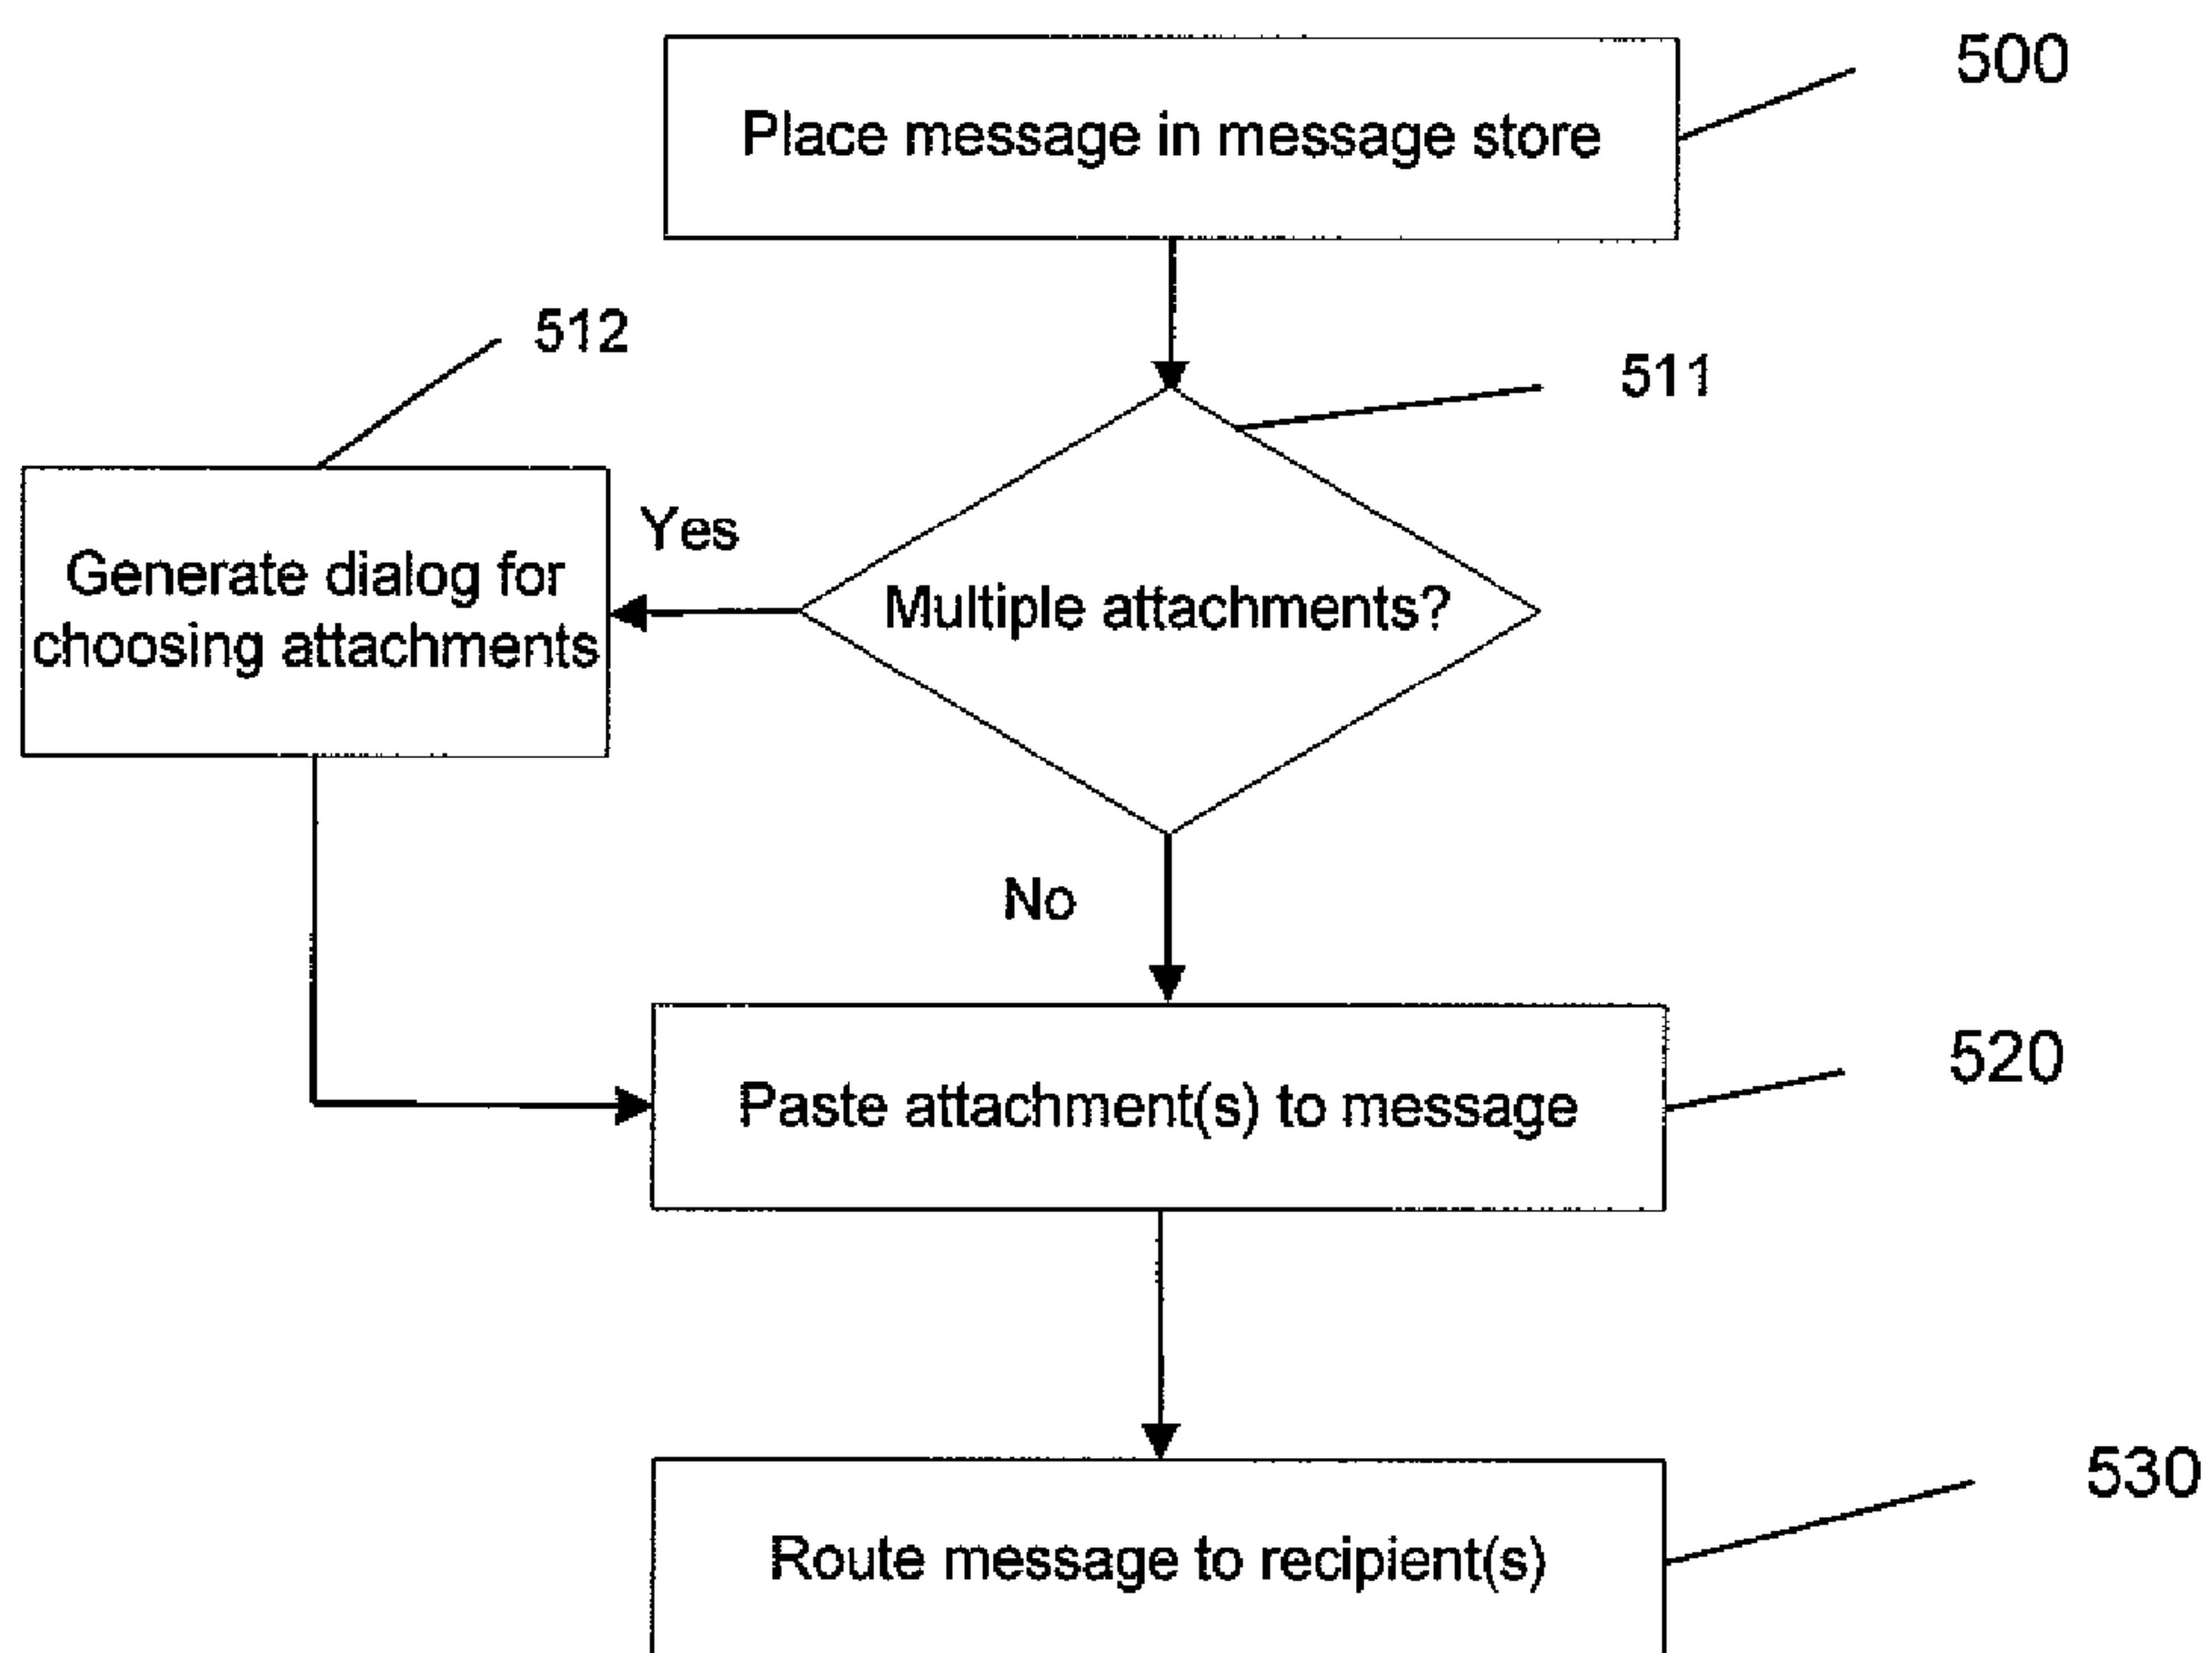 Place message in message store
500
512
511
Generate dialog for
choosing attachments
Yes
Multiple attachments?
No
Paste attachment(s) to message
520
Route message to recipient(s)
530